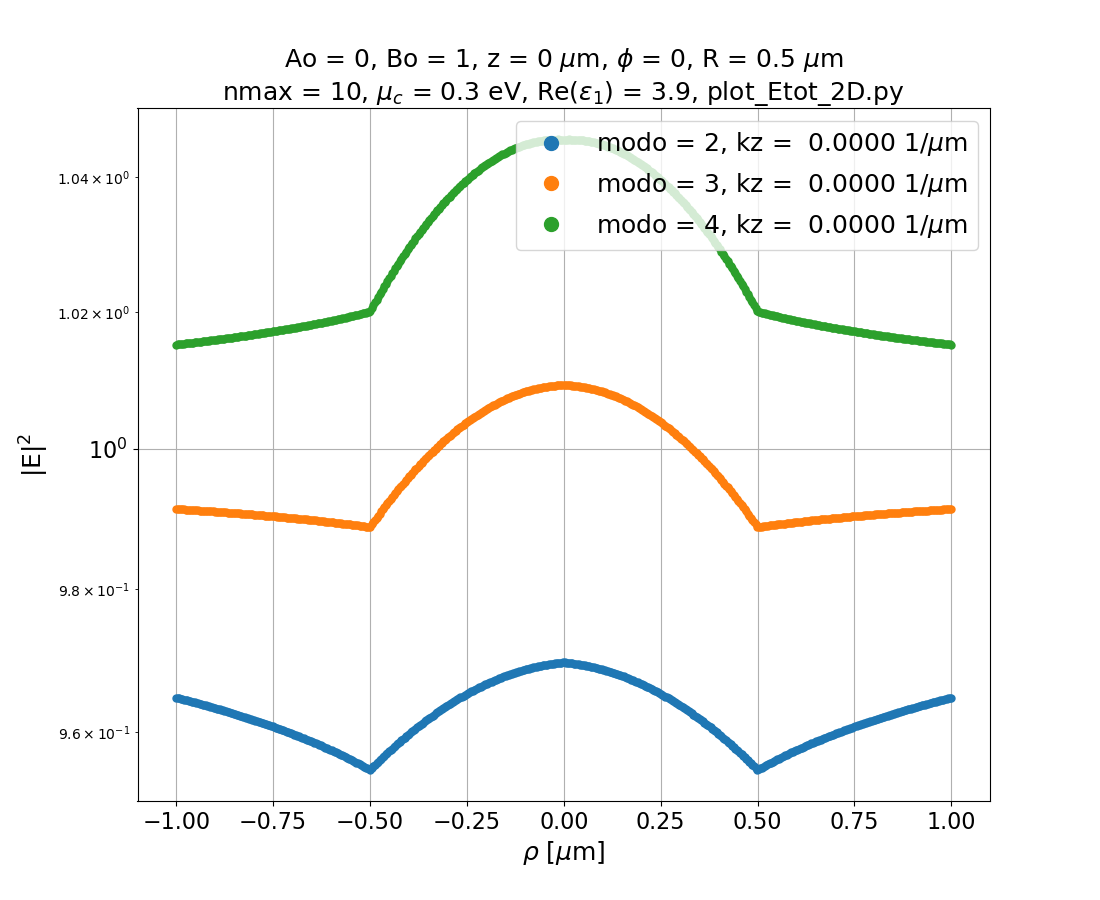 Ao = 0, Bo = 1, z = 0 μm, ϕ = 0, R = 0.5 μm
nmax = 10, μ_c = 0.3 eV, Re(ε₁) = 3.9, plot_Etot_2D.py
modo = 2, kz =  0.0000 1/μm
modo = 3, kz =  0.0000 1/μm
modo = 4, kz =  0.0000 1/μm
1.04 × 10⁰
1.02 × 10⁰
10⁰
9.8 × 10⁻¹
9.6 × 10⁻¹
|E|²
−1.00 −0.75 −0.50 −0.25 0.00 0.25 0.50 0.75 1.00
ρ [μm]